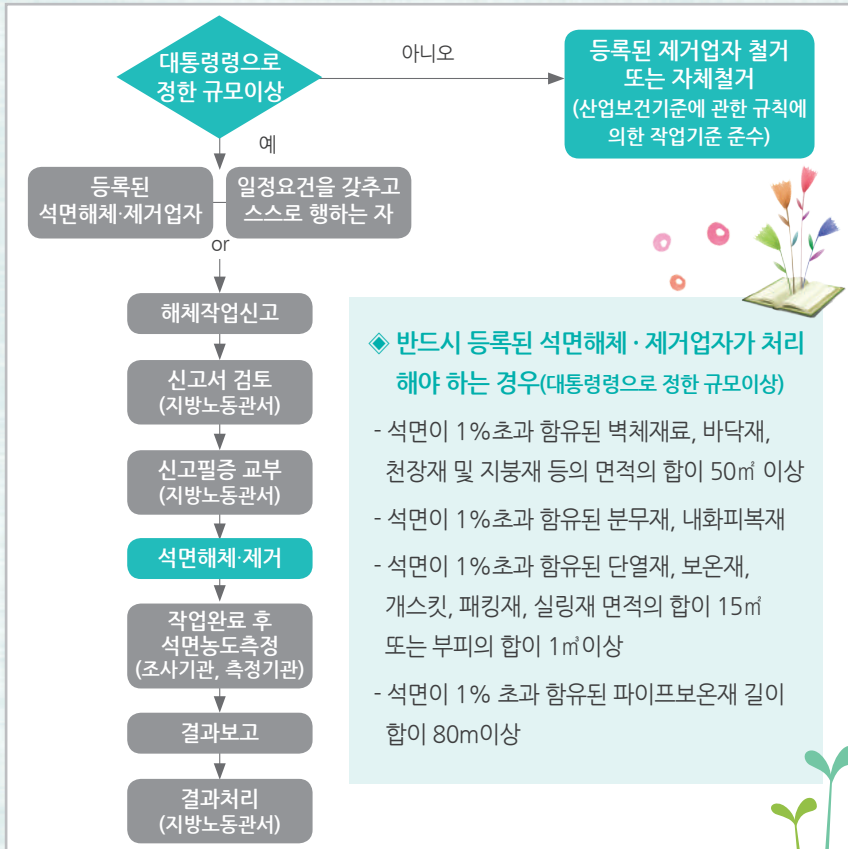 대통령령으로
정한 규모이상
아니오
등록된 제거업자 철거
또는 자체철거
(산업보건기준에 관한 규칙에
의한 작업기준 준수)
예
등록된
석면해체·제거업자
일정요건을 갖추고
스스로 행하는 자
or
해체작업신고
신고서 검토
(지방노동관서)
신고필증 교부
(지방노동관서)
석면해체·제거
작업완료 후
석면농도측정
(조사기관, 측정기관)
결과보고
결과처리
(지방노동관서)
◈ 반드시 등록된 석면해체 · 제거업자가 처리
해야 하는 경우(대통령령으로 정한 규모이상)
- 석면이 1%초과 함유된 벽체재료, 바닥재,
천장재 및 지붕재 등의 면적의 합이 50㎡ 이상
- 석면이 1%초과 함유된 분무재, 내화피복재
- 석면이 1%초과 함유된 단열재, 보온재,
개스킷, 패킹재, 실링재 면적의 합이 15㎡
또는 부피의 합이 1㎥이상
- 석면이 1% 초과 함유된 파이프보온재 길이
합이 80m이상